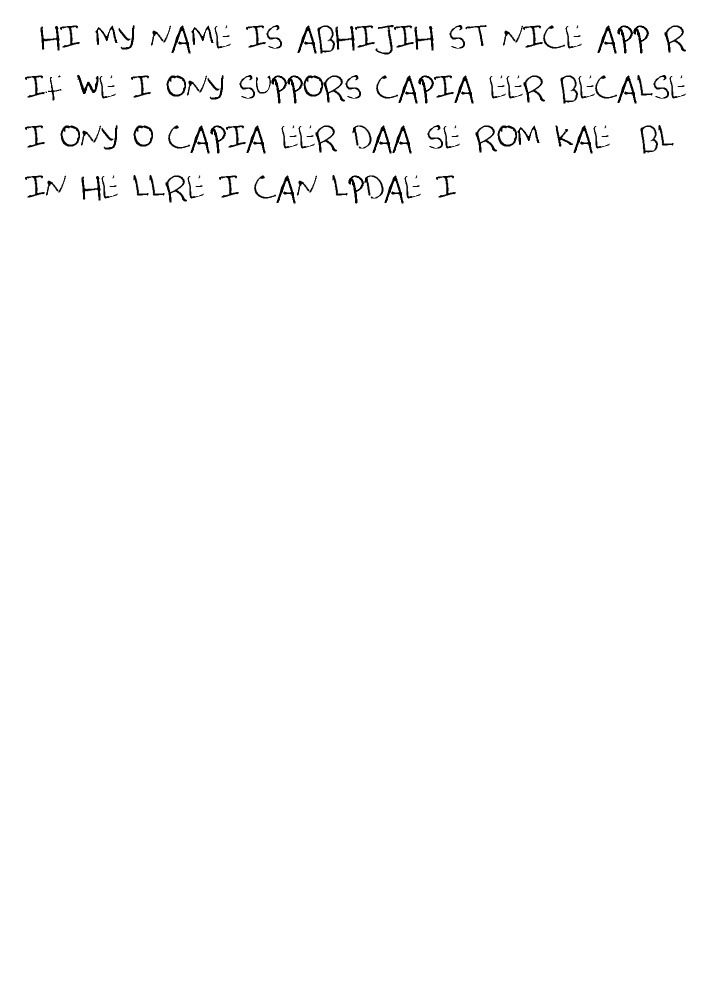 HI MY NAME IS ABHIJIH ST NICE APP R
If WE I ONY SUPPORS CAPIA EER BECALSE
I ONY O CAPIA EER DAA SE ROM KAE BL
IN HE LLRE I CAN LPDAE I